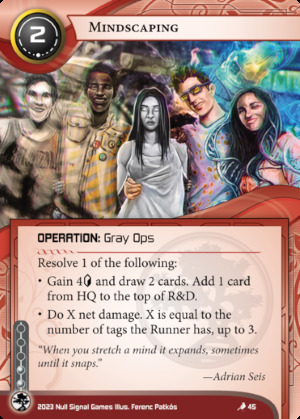 2
Mindscaping
OPERATION: Gray Ops
Resolve 1 of the following:
• Gain 4 and draw 2 cards. Add 1 card
from HQ to the top of R&D.
• Do X net damage. X is equal to the
number of tags the Runner has, up to 3.
"When you stretch a mind it expands, sometimes
until it snaps."
—Adrian Seis
2023 Null Signal Games Illus. Ferenc Patkós
45